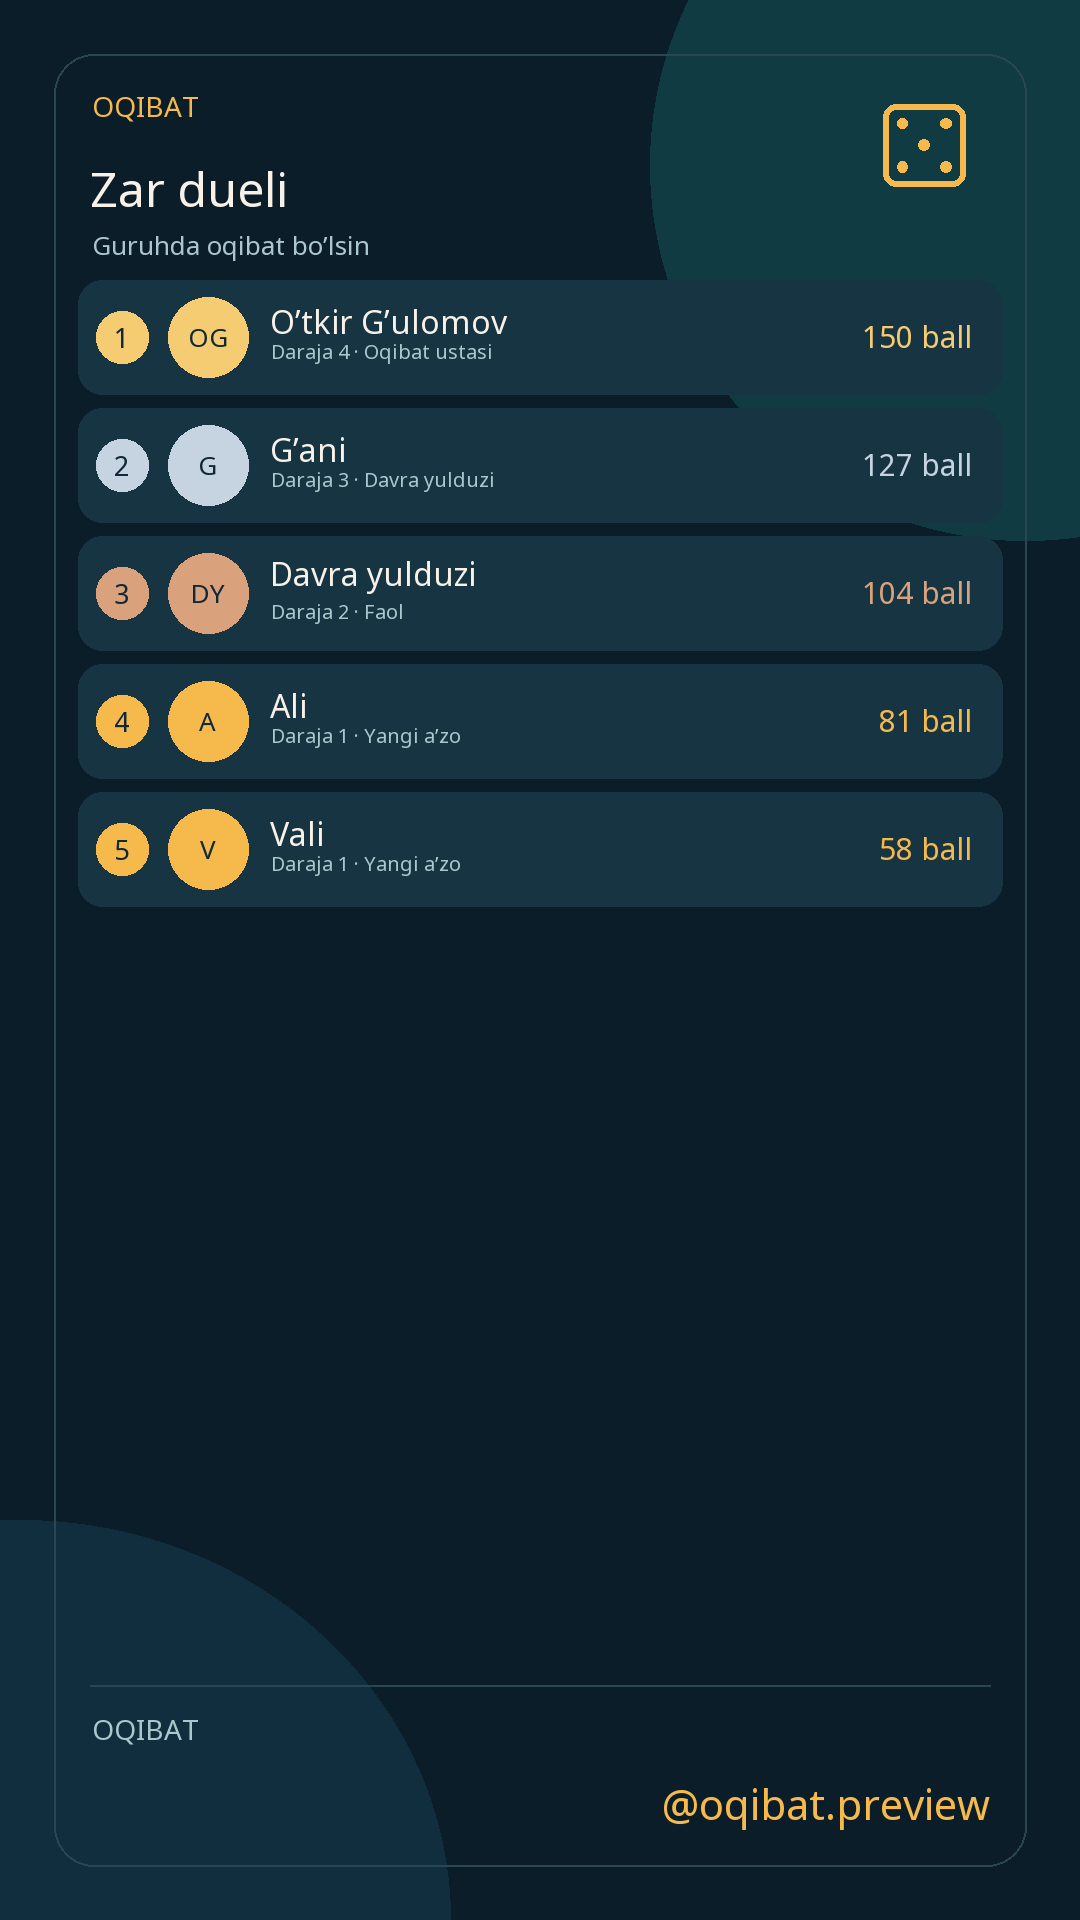 OQIBAT
Zar dueli
Guruhda oqibat bo’lsin
1 OG O’tkir G’ulomov 150 ball
Daraja 4 · Oqibat ustasi
2 G G’ani 127 ball
Daraja 3 · Davra yulduzi
3 DY Davra yulduzi 104 ball
Daraja 2 · Faol
4 A Ali 81 ball
Daraja 1 · Yangi a’zo
5 V Vali 58 ball
Daraja 1 · Yangi a’zo
OQIBAT
@oqibat.preview